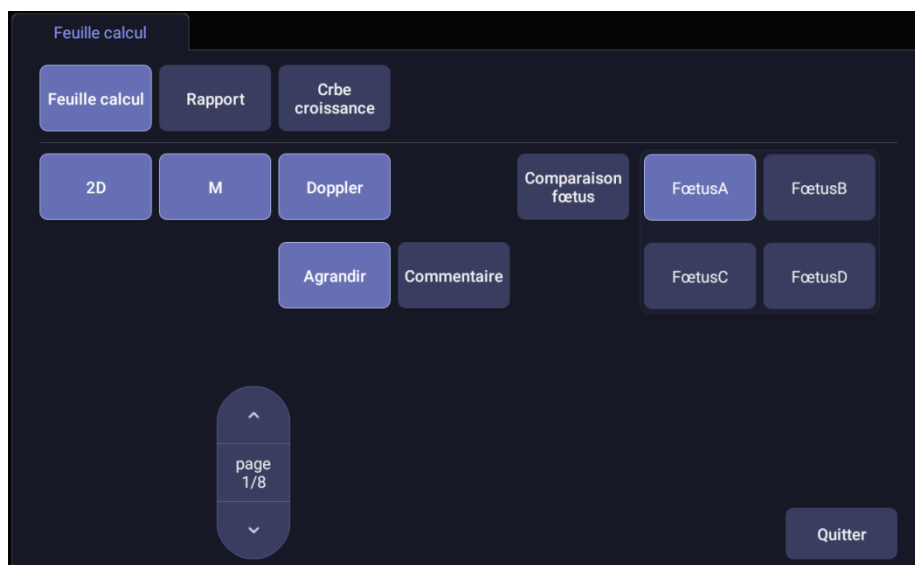 Feuille calcul
Feuille calcul
Rapport
Crbe
croissance
2D
M
Doppler
Comparaison
fœtus
FœtusA
FœtusB
Agrandir
Commentaire
FœtusC
FœtusD
page
1/8
Quitter